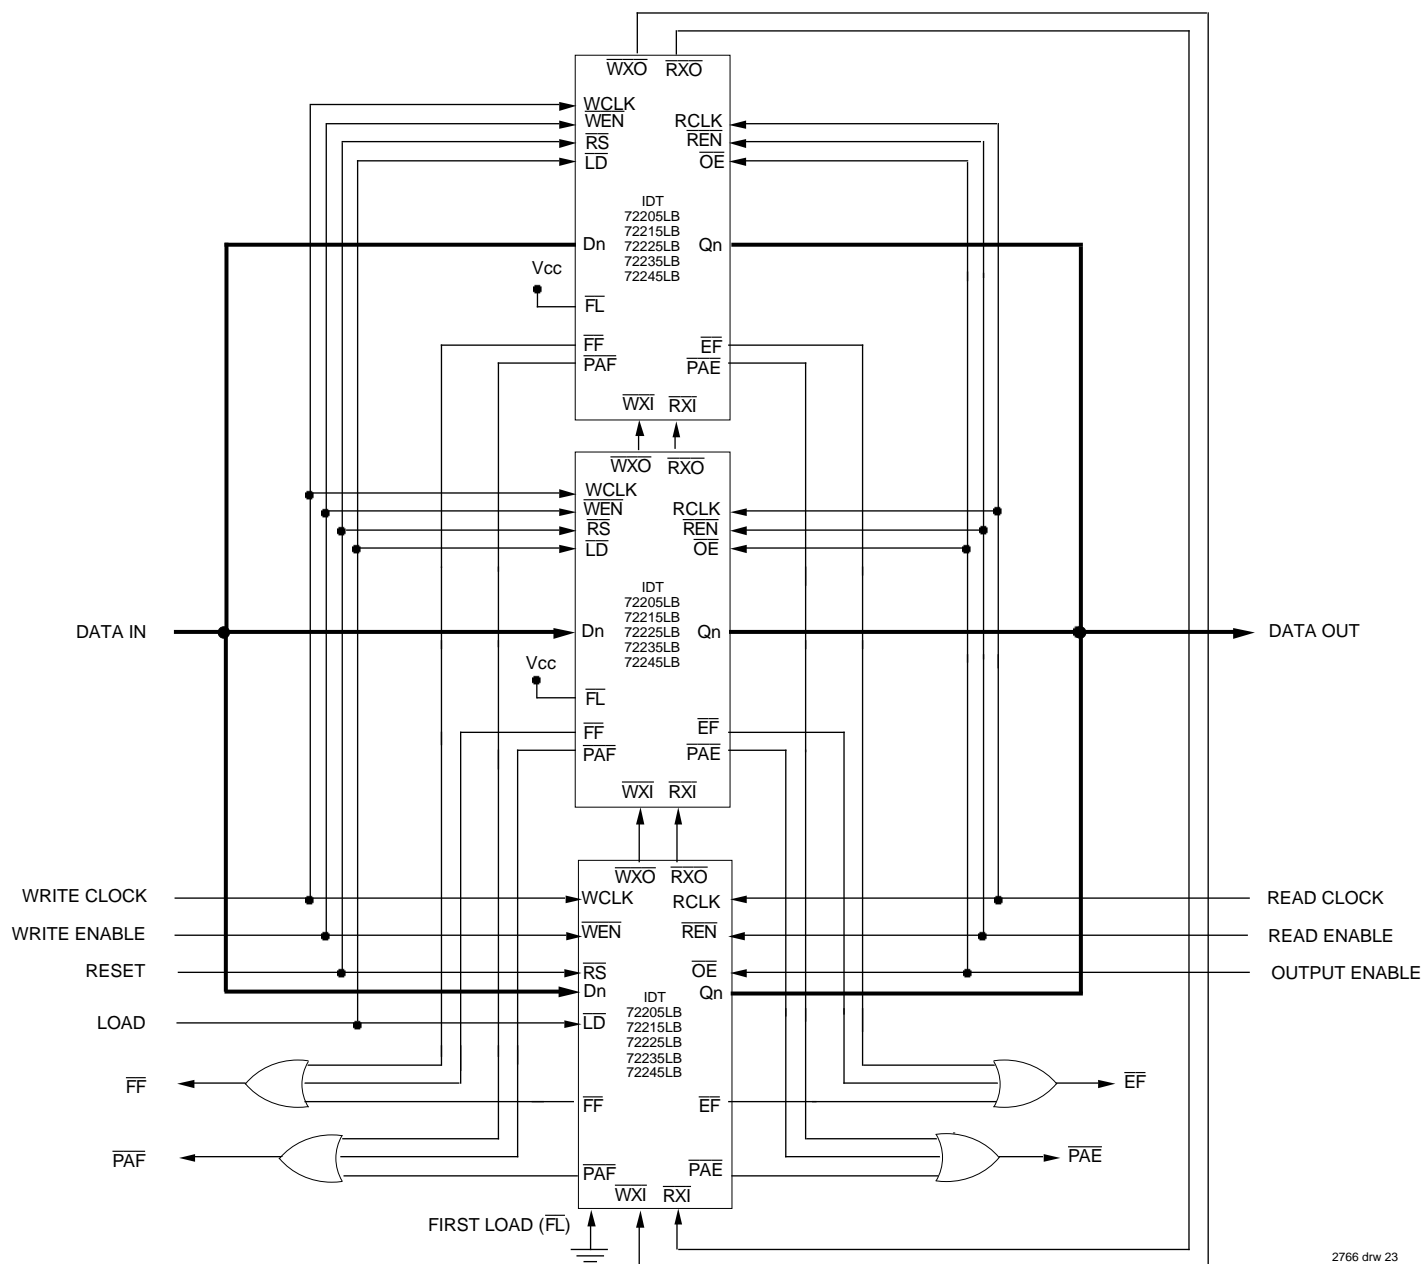 WXO RXO
WCLK
WEN RCLK
RS REN
LD OE
IDT
72205LB
72215LB
Dn 72225LB Qn
72235LB
72245LB
Vcc
FL
FF EF
PAF PAE
WXI RXI
WXO RXO
WCLK
WEN RCLK
RS REN
LD OE
IDT
72205LB
72215LB
DATA IN Dn 72225LB Qn DATA OUT
72235LB
72245LB
Vcc
FL
FF EF
PAF PAE
WXI RXI
WXO RXO
WRITE CLOCK WCLK RCLK READ CLOCK
WRITE ENABLE WEN REN READ ENABLE
RESET RS OE OUTPUT ENABLE
Dn Qn
IDT
72205LB
LOAD LD 72215LB
72225LB
72235LB
72245LB
FF EF
FF EF
PAF PAE
PAF PAE
WXI RXI
FIRST LOAD (FL)
2766 drw 23